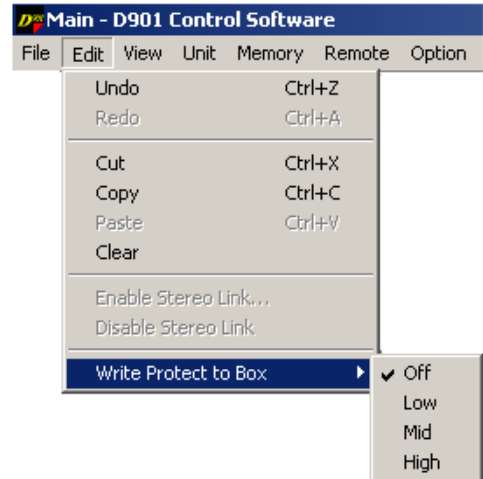 Main - D901 Control Software
File Edit View Unit Memory Remote Option
Undo Ctrl+Z
Redo Ctrl+A
Cut Ctrl+X
Copy Ctrl+C
Paste Ctrl+V
Clear
Enable Stereo Link...
Disable Stereo Link
Write Protect to Box
Off
Low
Mid
High